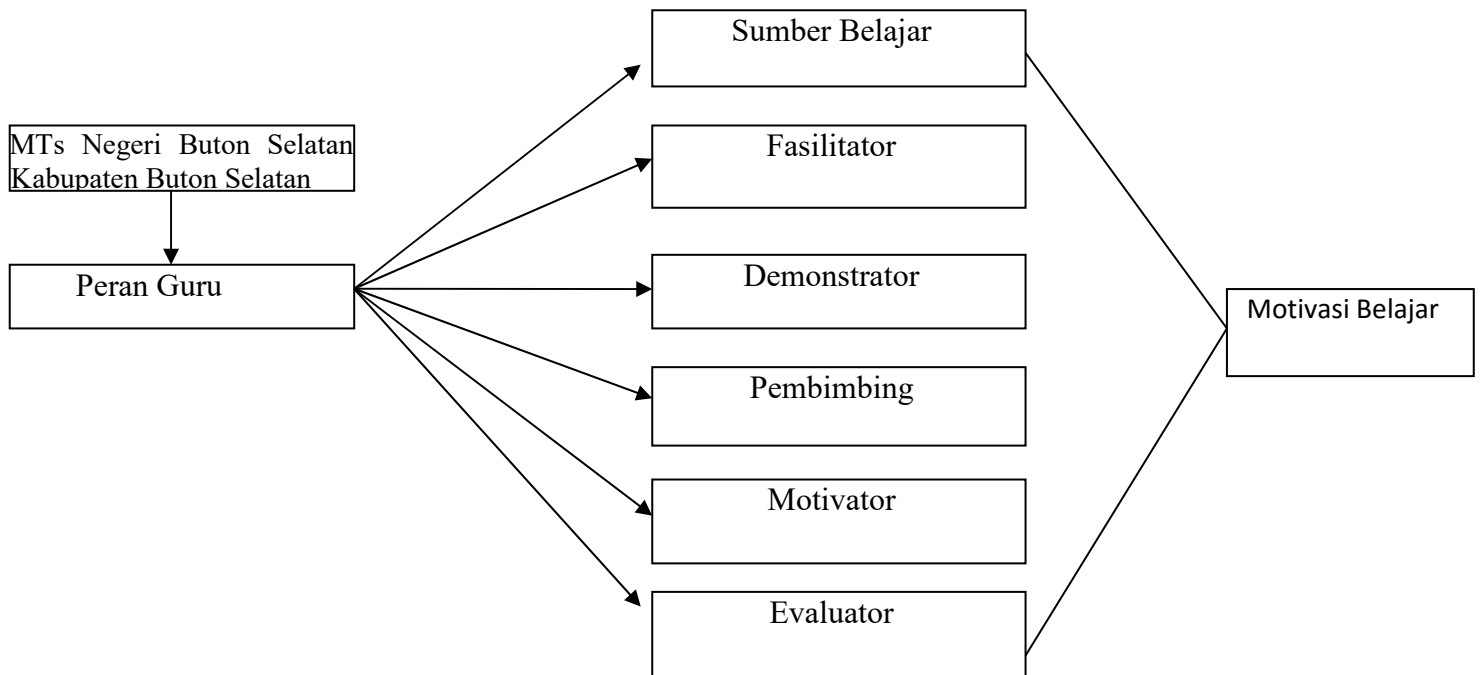 MTs Negeri Buton Selatan
Kabupaten Buton Selatan
Peran Guru
Sumber Belajar
Fasilitator
Demonstrator
Pembimbing
Motivator
Evaluator
Motivasi Belajar